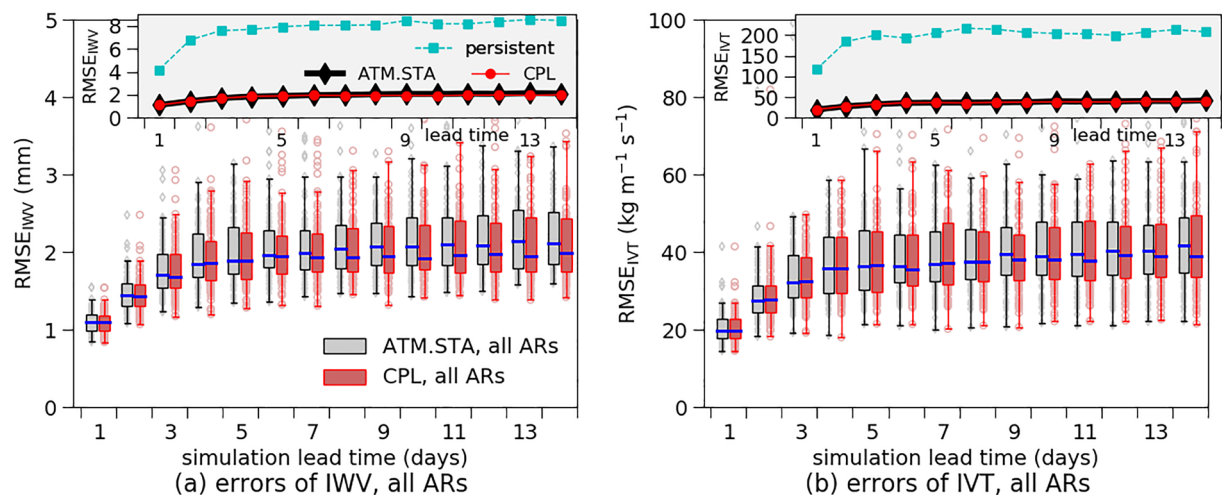 5
4
3
2
1
0
RMSE_IWV (mm)
8
6
4
2
0
RMSE_IWV
persistent
ATM.STA
CPL
1
5
9
13
lead time
ATM.STA, all ARs
CPL, all ARs
1
3
5
7
9
11
13
simulation lead time (days)
(a) errors of IWV, all ARs
100
80
60
40
20
0
RMSE_IVT (kg m⁻¹ s⁻¹)
200
150
100
50
0
RMSE_IVT
1
5
9
13
lead time
1
3
5
7
9
11
13
simulation lead time (days)
(b) errors of IVT, all ARs